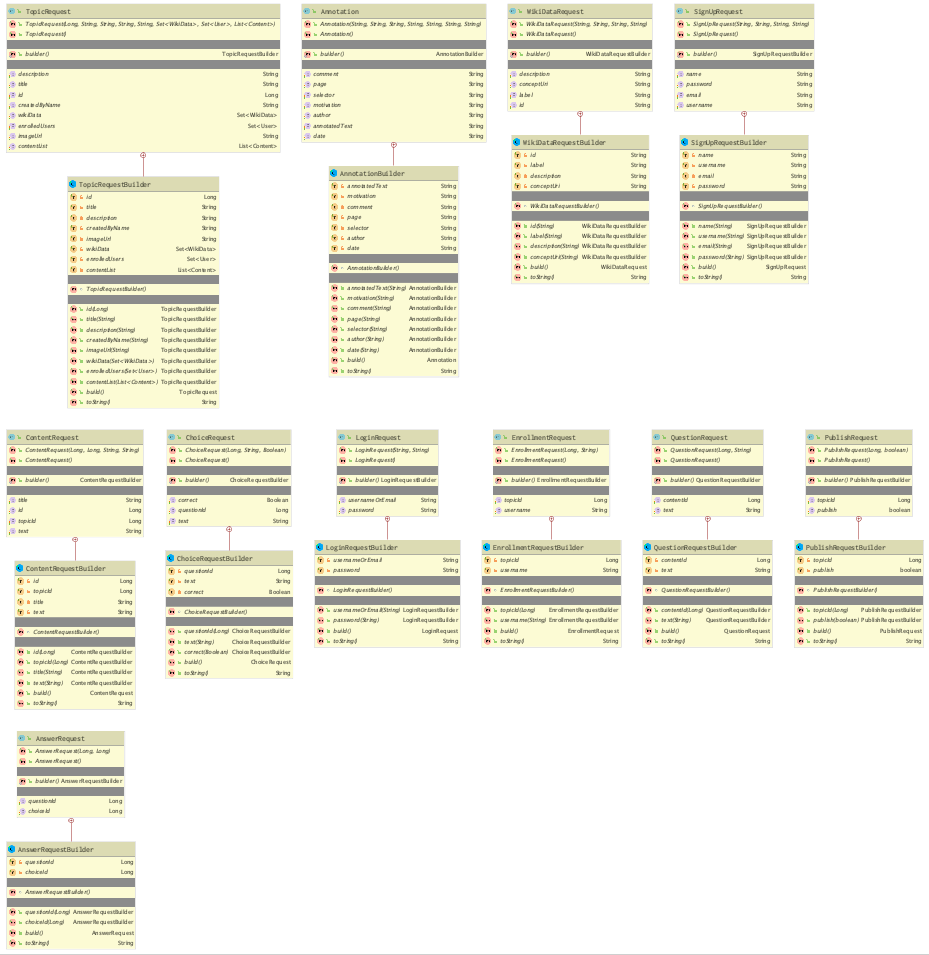 TopicRequest
TopicRequest(Long, String, String, String, String, Set<WikiData>, Set<User>, List<Content>)
TopicRequest()
builder() TopicRequestBuilder
description String
title String
id Long
createdByName String
wikiData Set<WikiData>
enrolledUsers Set<User>
imageUrl String
contentList List<Content>
TopicRequestBuilder
id Long
title String
description String
createdByName String
imageUrl String
wikiData Set<WikiData>
enrolledUsers Set<User>
contentList List<Content>
TopicRequestBuilder()
id(Long) TopicRequestBuilder
title(String) TopicRequestBuilder
description(String) TopicRequestBuilder
createdByName(String) TopicRequestBuilder
imageUrl(String) TopicRequestBuilder
wikiData(Set<WikiData>) TopicRequestBuilder
enrolledUsers(Set<User>) TopicRequestBuilder
contentList(List<Content>) TopicRequestBuilder
build() TopicRequest
toString() String
Annotation
Annotation(String, String, String, String, String, String, String)
Annotation()
builder() AnnotationBuilder
comment String
page String
selector String
motivation String
author String
annotatedText String
date String
AnnotationBuilder
annotatedText String
motivation String
comment String
page String
selector String
author String
date String
AnnotationBuilder()
annotatedText(String) AnnotationBuilder
motivation(String) AnnotationBuilder
comment(String) AnnotationBuilder
page(String) AnnotationBuilder
selector(String) AnnotationBuilder
author(String) AnnotationBuilder
date(String) AnnotationBuilder
build() Annotation
toString() String
WikiDataRequest
WikiDataRequest(String, String, String, String)
WikiDataRequest()
builder() WikiDataRequestBuilder
description String
conceptUri String
label String
id String
WikiDataRequestBuilder
id String
label String
description String
conceptUri String
WikiDataRequestBuilder()
id(String) WikiDataRequestBuilder
label(String) WikiDataRequestBuilder
description(String) WikiDataRequestBuilder
conceptUri(String) WikiDataRequestBuilder
build() WikiDataRequest
toString() String
SignUpRequest
SignUpRequest(String, String, String, String)
SignUpRequest()
builder() SignUpRequestBuilder
name String
password String
email String
username String
SignUpRequestBuilder
name String
username String
email String
password String
SignUpRequestBuilder()
name(String) SignUpRequestBuilder
username(String) SignUpRequestBuilder
email(String) SignUpRequestBuilder
password(String) SignUpRequestBuilder
build() SignUpRequest
toString() String
ContentRequest
ContentRequest(Long, Long, String, String)
ContentRequest()
builder() ContentRequestBuilder
title String
id Long
topicId Long
text String
ContentRequestBuilder
id Long
topicId Long
title String
text String
ContentRequestBuilder()
id(Long) ContentRequestBuilder
topicId(Long) ContentRequestBuilder
title(String) ContentRequestBuilder
text(String) ContentRequestBuilder
build() ContentRequest
toString() String
ChoiceRequest
ChoiceRequest(Long, String, Boolean)
ChoiceRequest()
builder() ChoiceRequestBuilder
correct Boolean
questionId Long
text String
ChoiceRequestBuilder
questionId Long
text String
correct Boolean
ChoiceRequestBuilder()
questionId(Long) ChoiceRequestBuilder
text(String) ChoiceRequestBuilder
correct(Boolean) ChoiceRequestBuilder
build() ChoiceRequest
toString() String
LoginRequest
LoginRequest(String, String)
LoginRequest()
builder() LoginRequestBuilder
usernameOrEmail String
password String
LoginRequestBuilder
usernameOrEmail String
password String
LoginRequestBuilder()
usernameOrEmail(String) LoginRequestBuilder
password(String) LoginRequestBuilder
build() LoginRequest
toString() String
EnrollmentRequest
EnrollmentRequest(Long, String)
EnrollmentRequest()
builder() EnrollmentRequestBuilder
topicId Long
username String
EnrollmentRequestBuilder
topicId Long
username String
EnrollmentRequestBuilder()
topicId(Long) EnrollmentRequestBuilder
username(String) EnrollmentRequestBuilder
build() EnrollmentRequest
toString() String
QuestionRequest
QuestionRequest(Long, String)
QuestionRequest()
builder() QuestionRequestBuilder
contentId Long
text String
QuestionRequestBuilder
contentId Long
text String
QuestionRequestBuilder()
contentId(Long) QuestionRequestBuilder
text(String) QuestionRequestBuilder
build() QuestionRequest
toString() String
PublishRequest
PublishRequest(Long, boolean)
PublishRequest()
builder() PublishRequestBuilder
topicId Long
publish boolean
PublishRequestBuilder
topicId Long
publish boolean
PublishRequestBuilder()
topicId(Long) PublishRequestBuilder
publish(boolean) PublishRequestBuilder
build() PublishRequest
toString() String
AnswerRequest
AnswerRequest(Long, Long)
AnswerRequest()
builder() AnswerRequestBuilder
questionId Long
choiceId Long
AnswerRequestBuilder
questionId Long
choiceId Long
AnswerRequestBuilder()
questionId(Long) AnswerRequestBuilder
choiceId(Long) AnswerRequestBuilder
build() AnswerRequest
toString() String